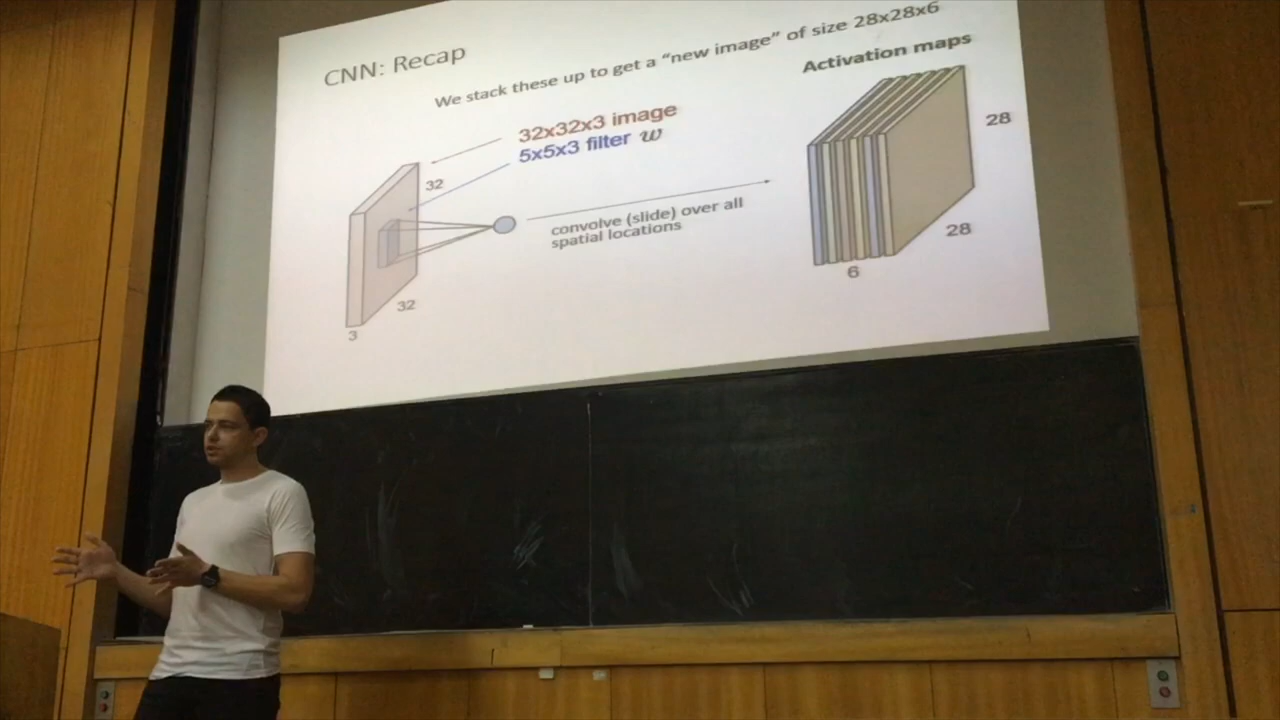 CNN: Recap
We stack these up to get a “new image” of size 28x28x6
Activation maps
32x32x3 image
5x5x3 filter w
32
28
convolve (slide) over all
spatial locations
28
32
6
3